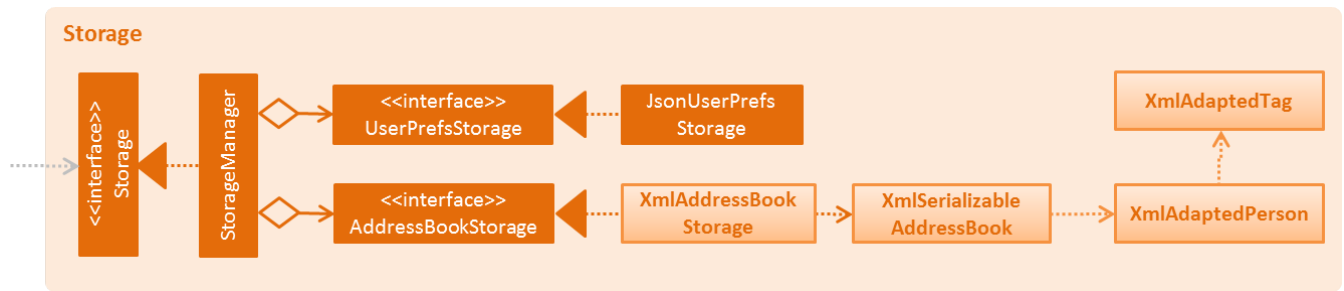 Storage
<<interface>>
Storage
StorageManager
<<interface>>
UserPrefsStorage
JsonUserPrefs
Storage
XmlAdaptedTag
<<interface>>
AddressBookStorage
XmlAddressBook
Storage
XmlSerializable
AddressBook
XmlAdaptedPerson